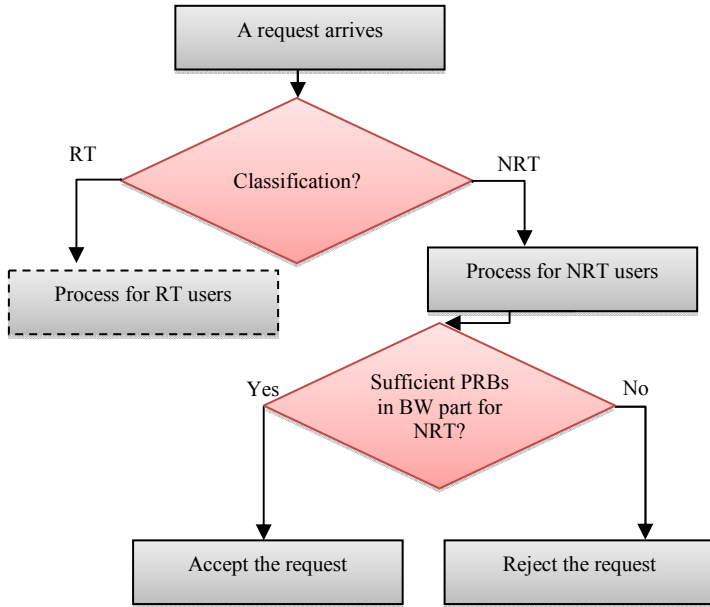 A request arrives
RT
Classification?
NRT
Process for RT users
Process for NRT users
Yes
Sufficient PRBs
in BW part for
NRT?
No
Accept the request
Reject the request